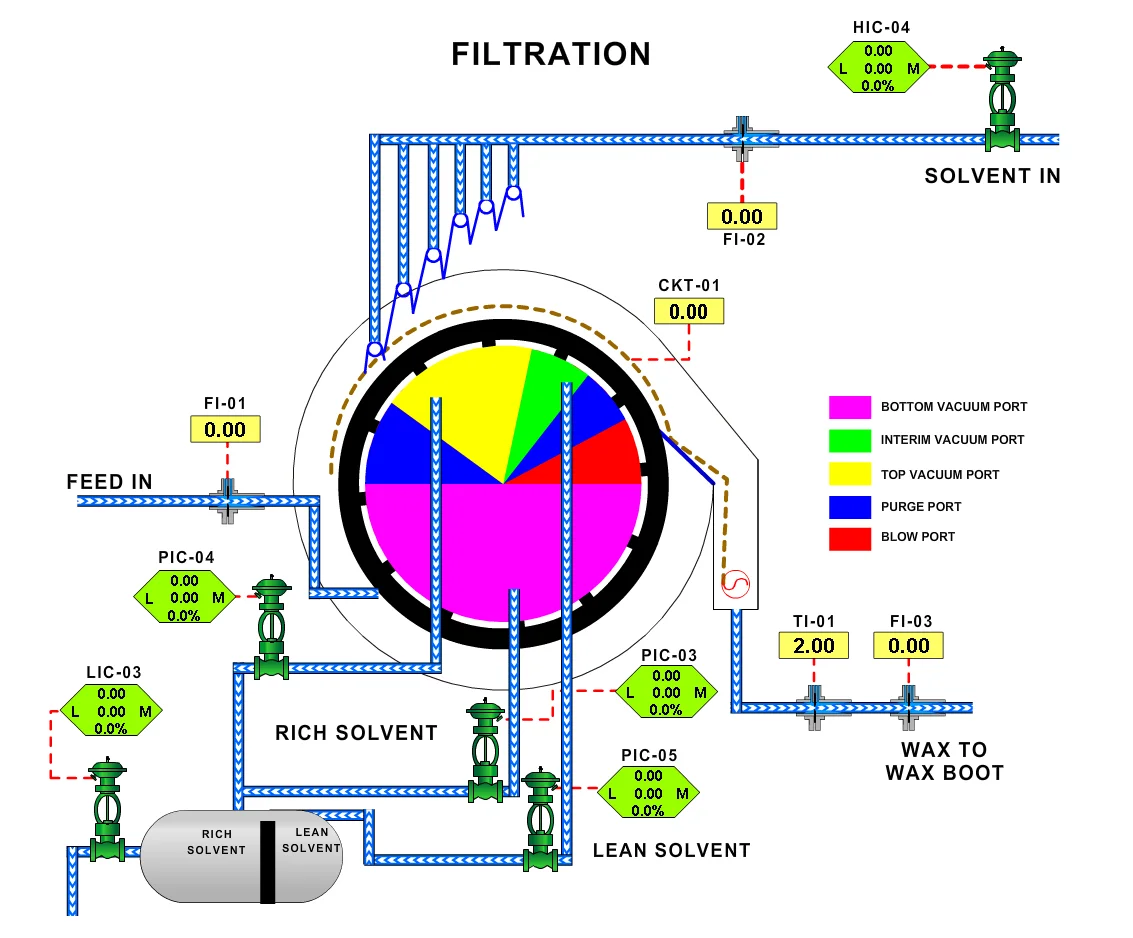 HIC-04
0.00
L 0.00 M
0.0%
FILTRATION
SOLVENT IN
0.00
FI-02
CKT-01
0.00
FI-01
0.00
FEED IN
BOTTOM VACUUM PORT
INTERIM VACUUM PORT
TOP VACUUM PORT
PURGE PORT
BLOW PORT
PIC-04
0.00
L 0.00 M
0.0%
TI-01
2.00
FI-03
0.00
PIC-03
0.00
L 0.00 M
0.0%
LIC-03
0.00
L 0.00 M
0.0%
RICH SOLVENT
WAX TO
WAX BOOT
PIC-05
0.00
L 0.00 M
0.0%
RICH
SOLVENT
LEAN
SOLVENT
LEAN SOLVENT